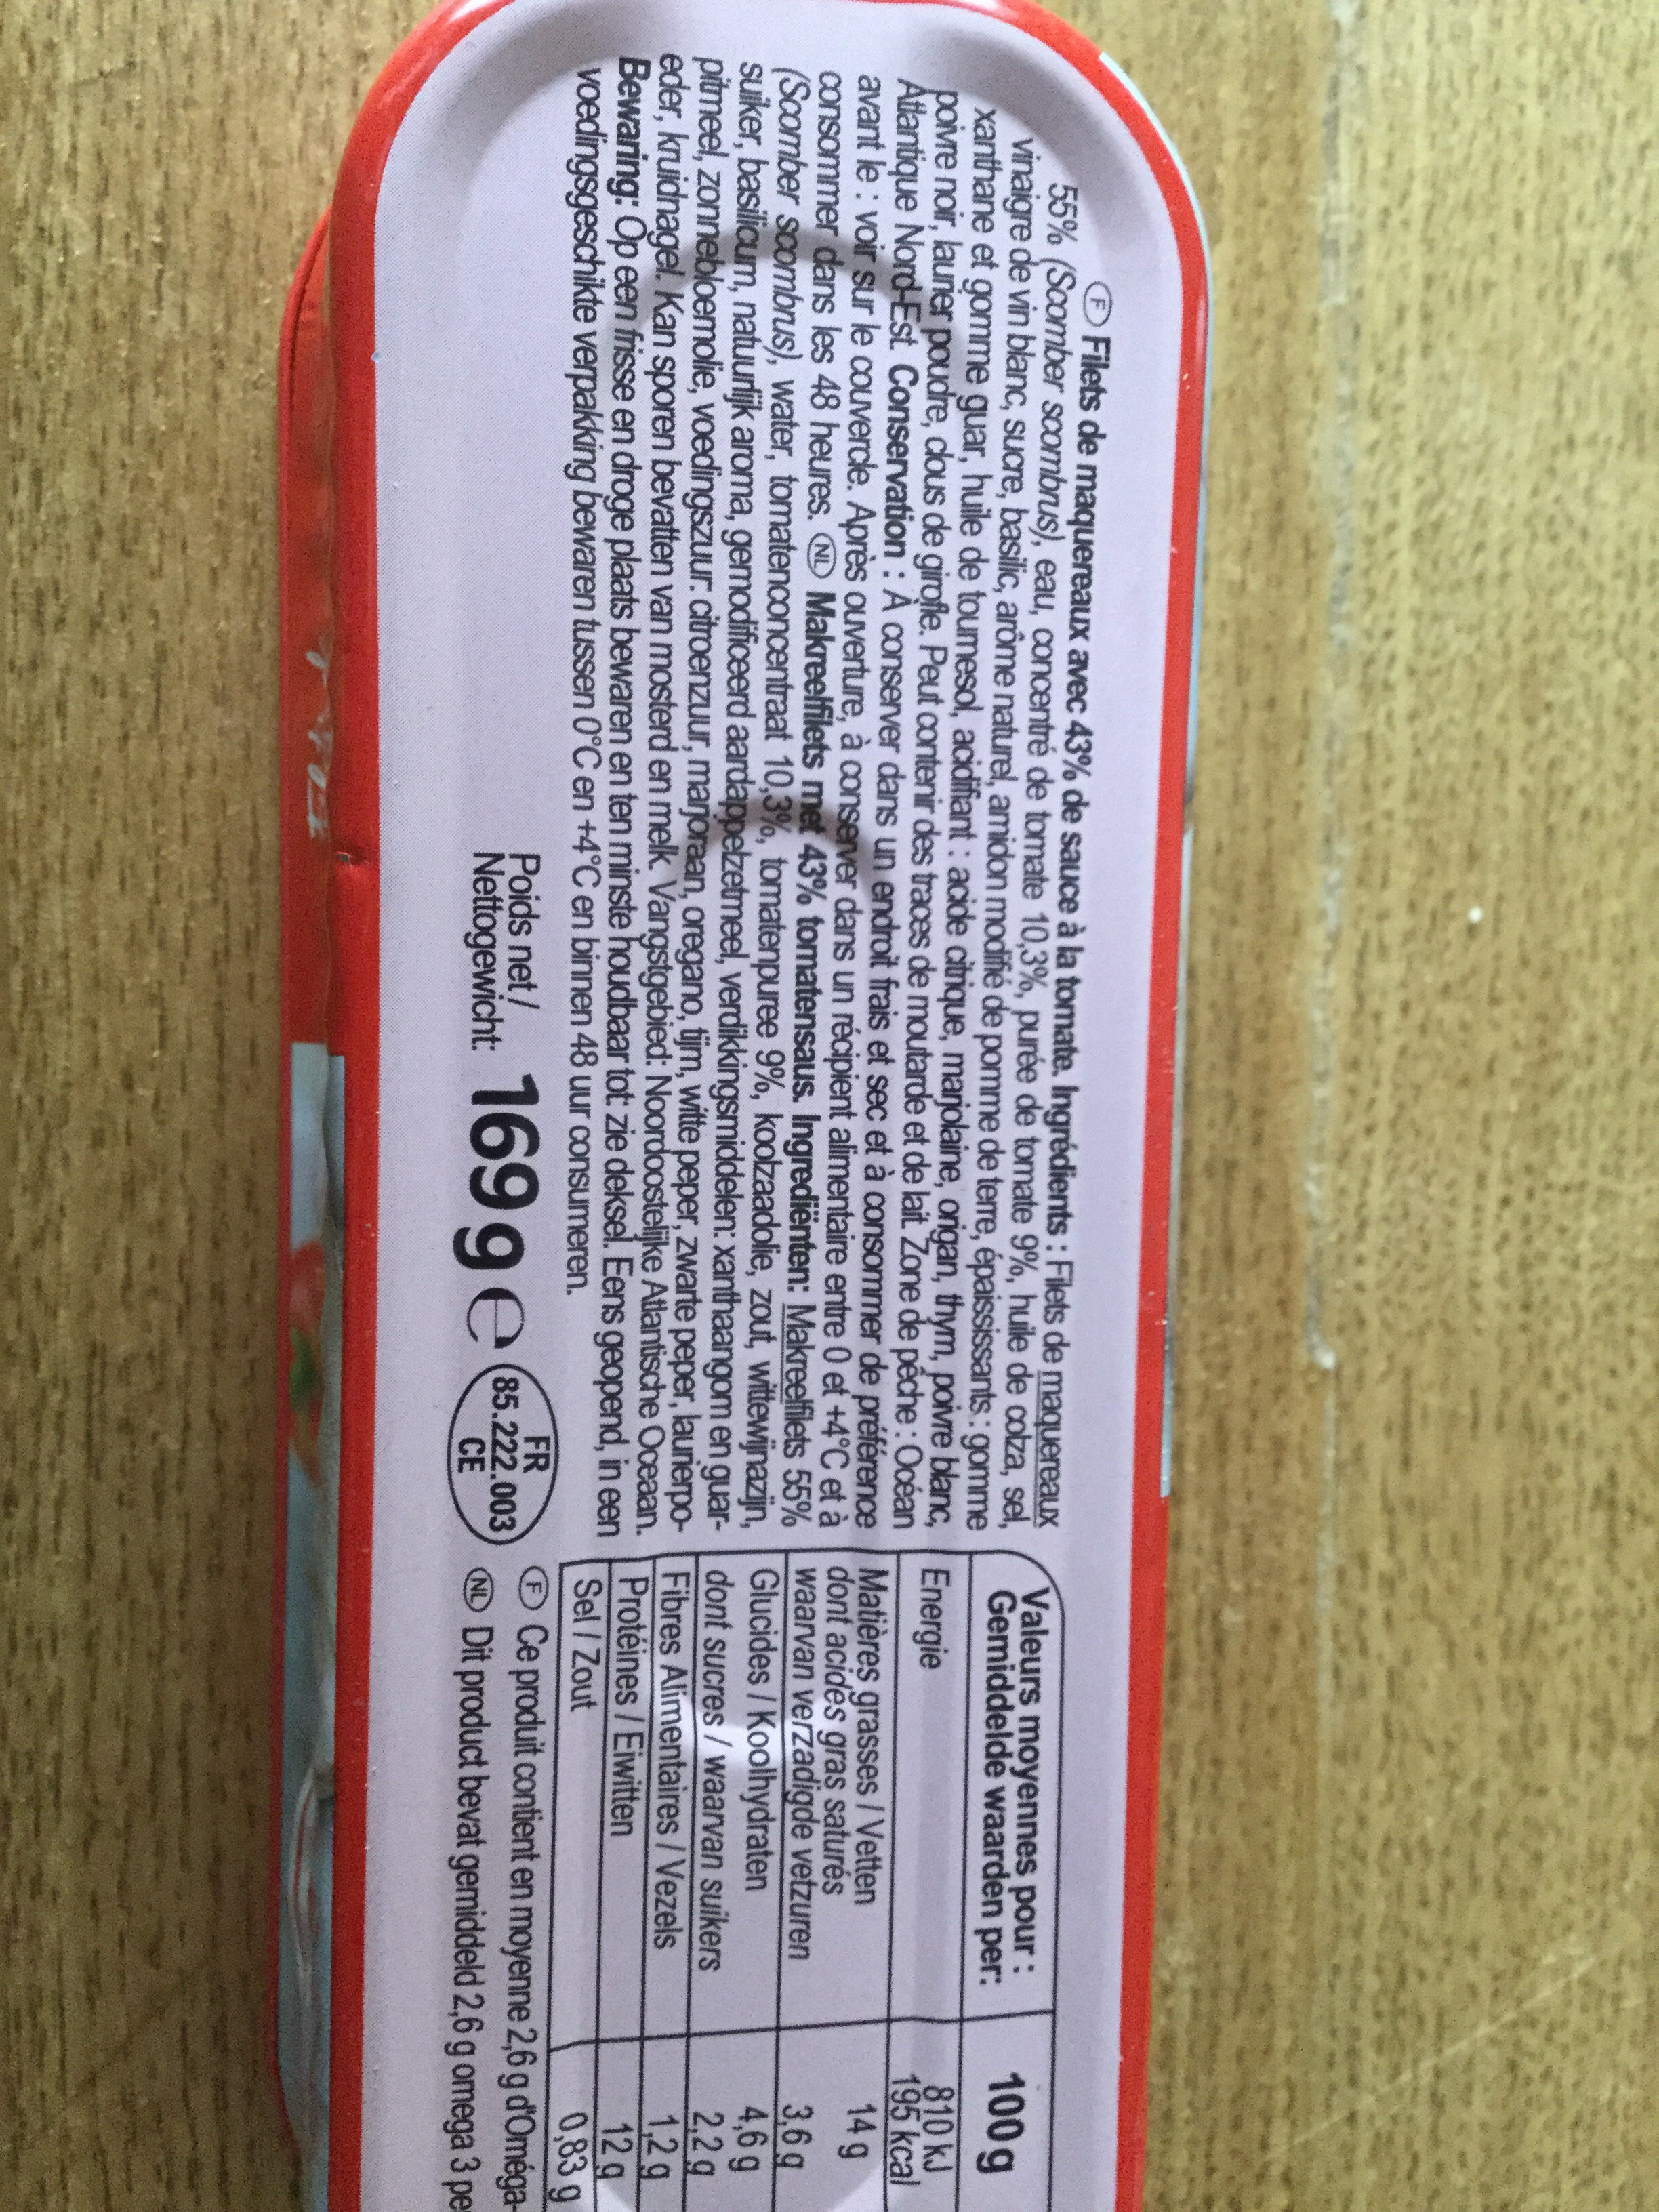 Ⓕ Filets de maquereaux avec 43% de sauce à la tomate. Ingrédients : Filets de maquereaux
55% (Scomber scombrus), eau, concentré de tomate 10,3%, purée de tomate 9%, huile de colza, sel,
vinaigre de vin blanc, sucre, basilic, arôme naturel, amidon modifié de pomme de terre, épaississants : gomme
xanthane et gomme guar, huile de tournesol, acidifiant : acide citrique, marjolaine, origan, thym, poivre blanc,
poivre noir, laurier poudre, clous de girofle. Peut contenir des traces de moutarde et de lait. Zone de pêche : Océan
Atlantique Nord-Est. Conservation : À conserver dans un endroit frais et sec et à consommer de préférence
avant le : voir sur le couvercle. Après ouverture, à conserver dans un récipient alimentaire entre 0 et +4°C et à
consommer dans les 48 heures. NL Makreelfilets met 43% tomatensaus. Ingrediënten: Makreelfilets 55%
(Scomber scombrus), water, tomatenconcentraat 10,3%, tomatenpuree 9%, koolzaadolie, zout, wittewijnazijn,
suiker, basilicum, natuurlijk aroma, gemodificeerd aardappelzetmeel, verdikkingsmiddelen: xanthaangom en guar-
pitmeel, zonnebloemolie, voedingszuur: citroenzuur, marjoraan, oregano, tijm, witte peper, zwarte peper, laurierpo-
eder, kruidnagel. Kan sporen bevatten van mosterd en melk. Vangstgebied: Noordoostelijke Atlantische Oceaan.
Bewaring: Op een frisse en droge plaats bewaren en ten minste houdbaar tot: zie deksel. Eens geopend, in een
voedingsgeschikte verpakking bewaren tussen 0°C en +4°C en binnen 48 uur consumeren.
Poids net /
Nettogewicht: 169 g ℮
FR
85.222.003
CE
Valeurs moyennes pour :
Gemiddelde waarden per: 100 g
Energie 810 kJ
195 kcal
Matières grasses / Vetten 14 g
dont acides gras saturés
waarvan verzadigde vetzuren 3,6 g
Glucides / Koolhydraten 4,6 g
dont sucres / waarvan suikers 2,2 g
Fibres Alimentaires / Vezels 1,2 g
Protéines / Eiwitten 12 g
Sel / Zout 0,83 g
Ⓕ Ce produit contient en moyenne 2,6 g d'Oméga-
NL Dit product bevat gemiddeld 2,6 g omega 3 pe